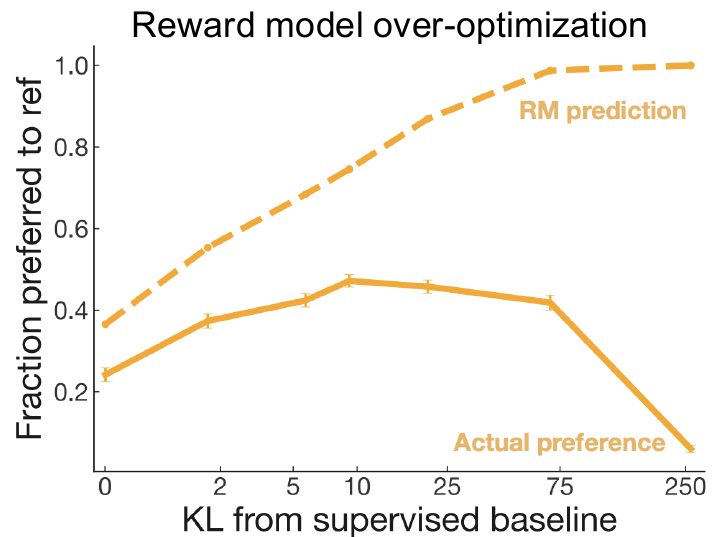 Reward model over-optimization
Fraction preferred to ref
1.0
0.8
0.6
0.4
0.2
RM prediction
Actual preference
0 2 5 10 25 75 250
KL from supervised baseline